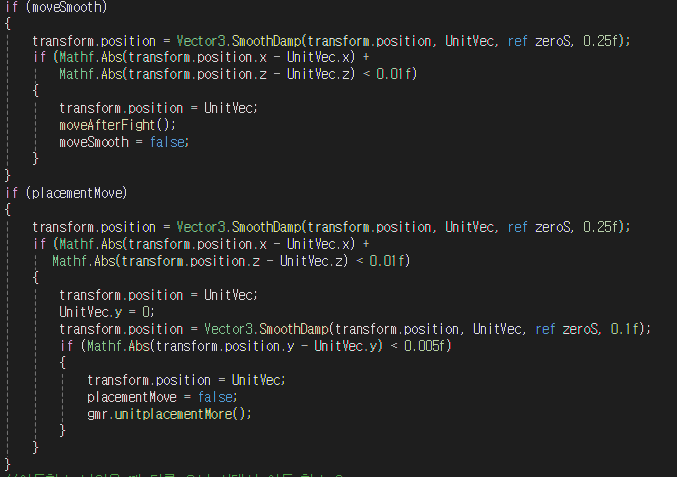 if (moveSmooth)
{
transform.position = Vector3.SmoothDamp(transform.position, UnitVec, ref zeroS, 0.25f);
if (Mathf.Abs(transform.position.x - UnitVec.x) +
Mathf.Abs(transform.position.z - UnitVec.z) < 0.01f)
{
transform.position = UnitVec;
moveAfterFight();
moveSmooth = false;
}
}
if (placementMove)
{
transform.position = Vector3.SmoothDamp(transform.position, UnitVec, ref zeroS, 0.25f);
if (Mathf.Abs(transform.position.x - UnitVec.x) +
Mathf.Abs(transform.position.z - UnitVec.z) < 0.01f)
{
transform.position = UnitVec;
UnitVec.y = 0;
transform.position = Vector3.SmoothDamp(transform.position, UnitVec, ref zeroS, 0.1f);
if (Mathf.Abs(transform.position.y - UnitVec.y) < 0.005f)
{
transform.position = UnitVec;
placementMove = false;
gmr.unitplacementMore();
}
}
}